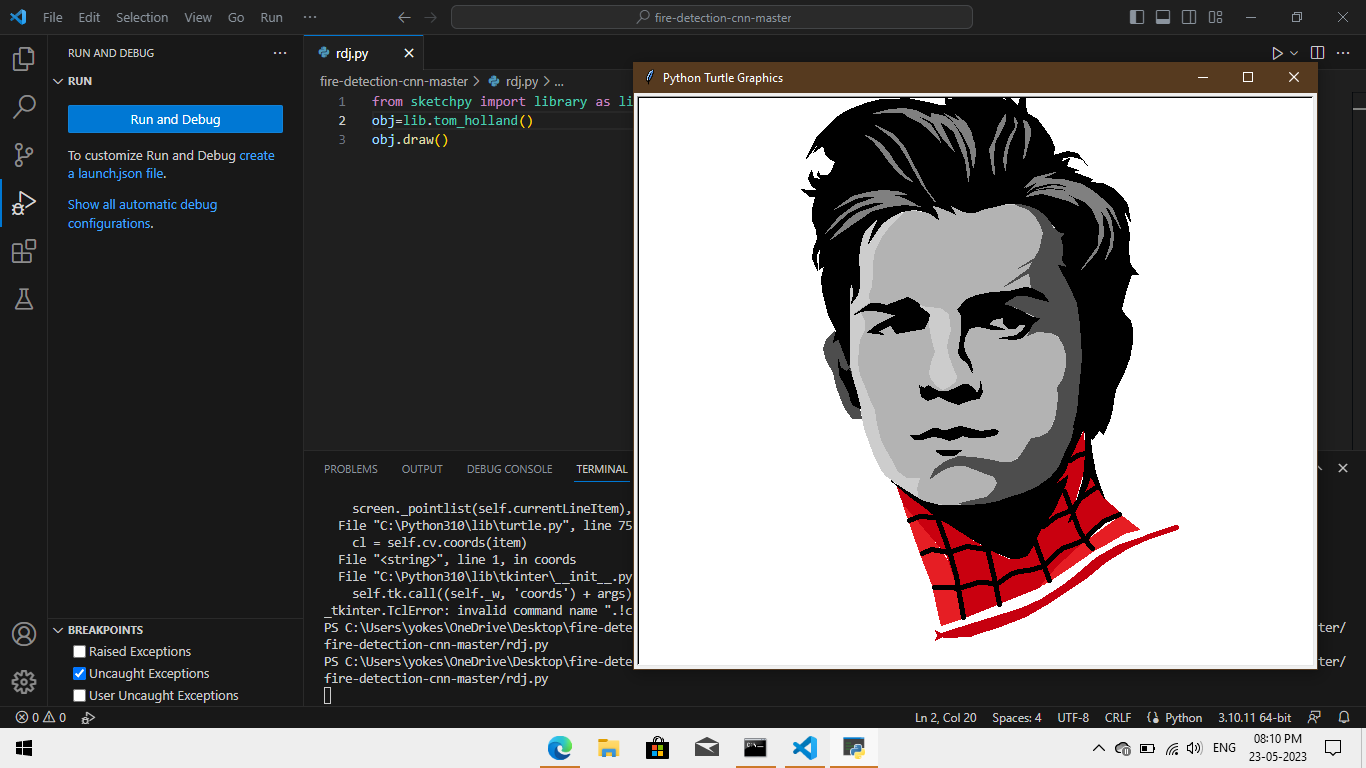 File Edit Selection View Go Run ···
fire-detection-cnn-master
RUN AND DEBUG ···
RUN
Run and Debug
To customize Run and Debug create
a launch.json file.
Show all automatic debug
configurations.
rdj.py
fire-detection-cnn-master > rdj.py > ...
1 from sketchpy import library as li
2 obj=lib.tom_holland()
3 obj.draw()
Python Turtle Graphics
PROBLEMS OUTPUT DEBUG CONSOLE TERMINAL
screen._pointlist(self.currentLineItem),
File "C:\Python310\lib\turtle.py", line 75
cl = self.cv.coords(item)
File "<string>", line 1, in coords
File "C:\Python310\lib\tkinter\__init__.py
self.tk.call((self._w, 'coords') + args)
_tkinter.TclError: invalid command name ".!c
PS C:\Users\yokes\OneDrive\Desktop\fire-dete ter/
fire-detection-cnn-master/rdj.py
PS C:\Users\yokes\OneDrive\Desktop\fire-dete ter/
fire-detection-cnn-master/rdj.py
BREAKPOINTS
Raised Exceptions
Uncaught Exceptions
User Uncaught Exceptions
0 0
Ln 2, Col 20 Spaces: 4 UTF-8 CRLF Python 3.10.11 64-bit
ENG
08:10 PM
23-05-2023